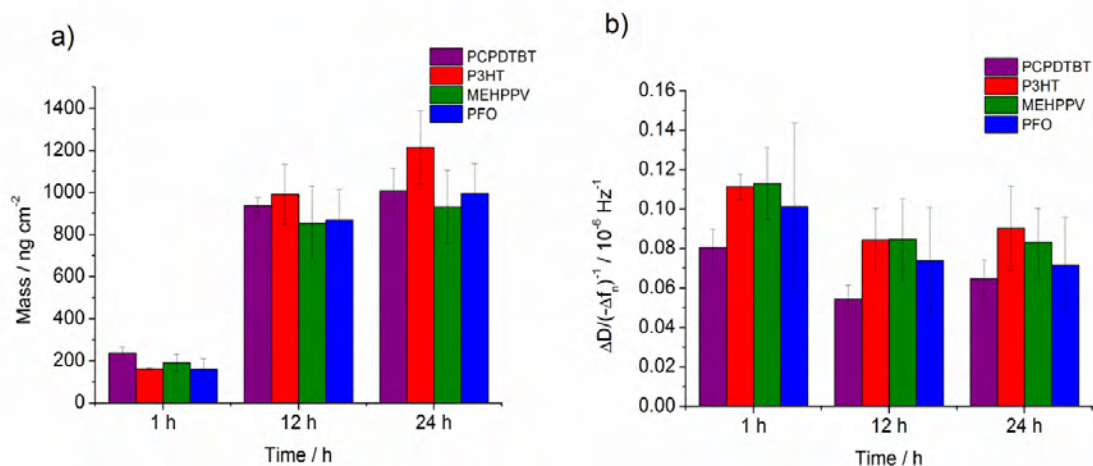 a)
PCPDTBT
P3HT
MEHPPV
PFO
1400
1200
1000
800
600
400
200
0
Mass / ng cm⁻²
1 h 12 h 24 h
Time / h
b)
PCPDTBT
P3HT
MEHPPV
PFO
0.16
0.14
0.12
0.10
0.08
0.06
0.04
0.02
0.00
ΔD/(-Δfₙ)⁻¹ / 10⁻⁶ Hz⁻¹
1 h 12 h 24 h
Time / h